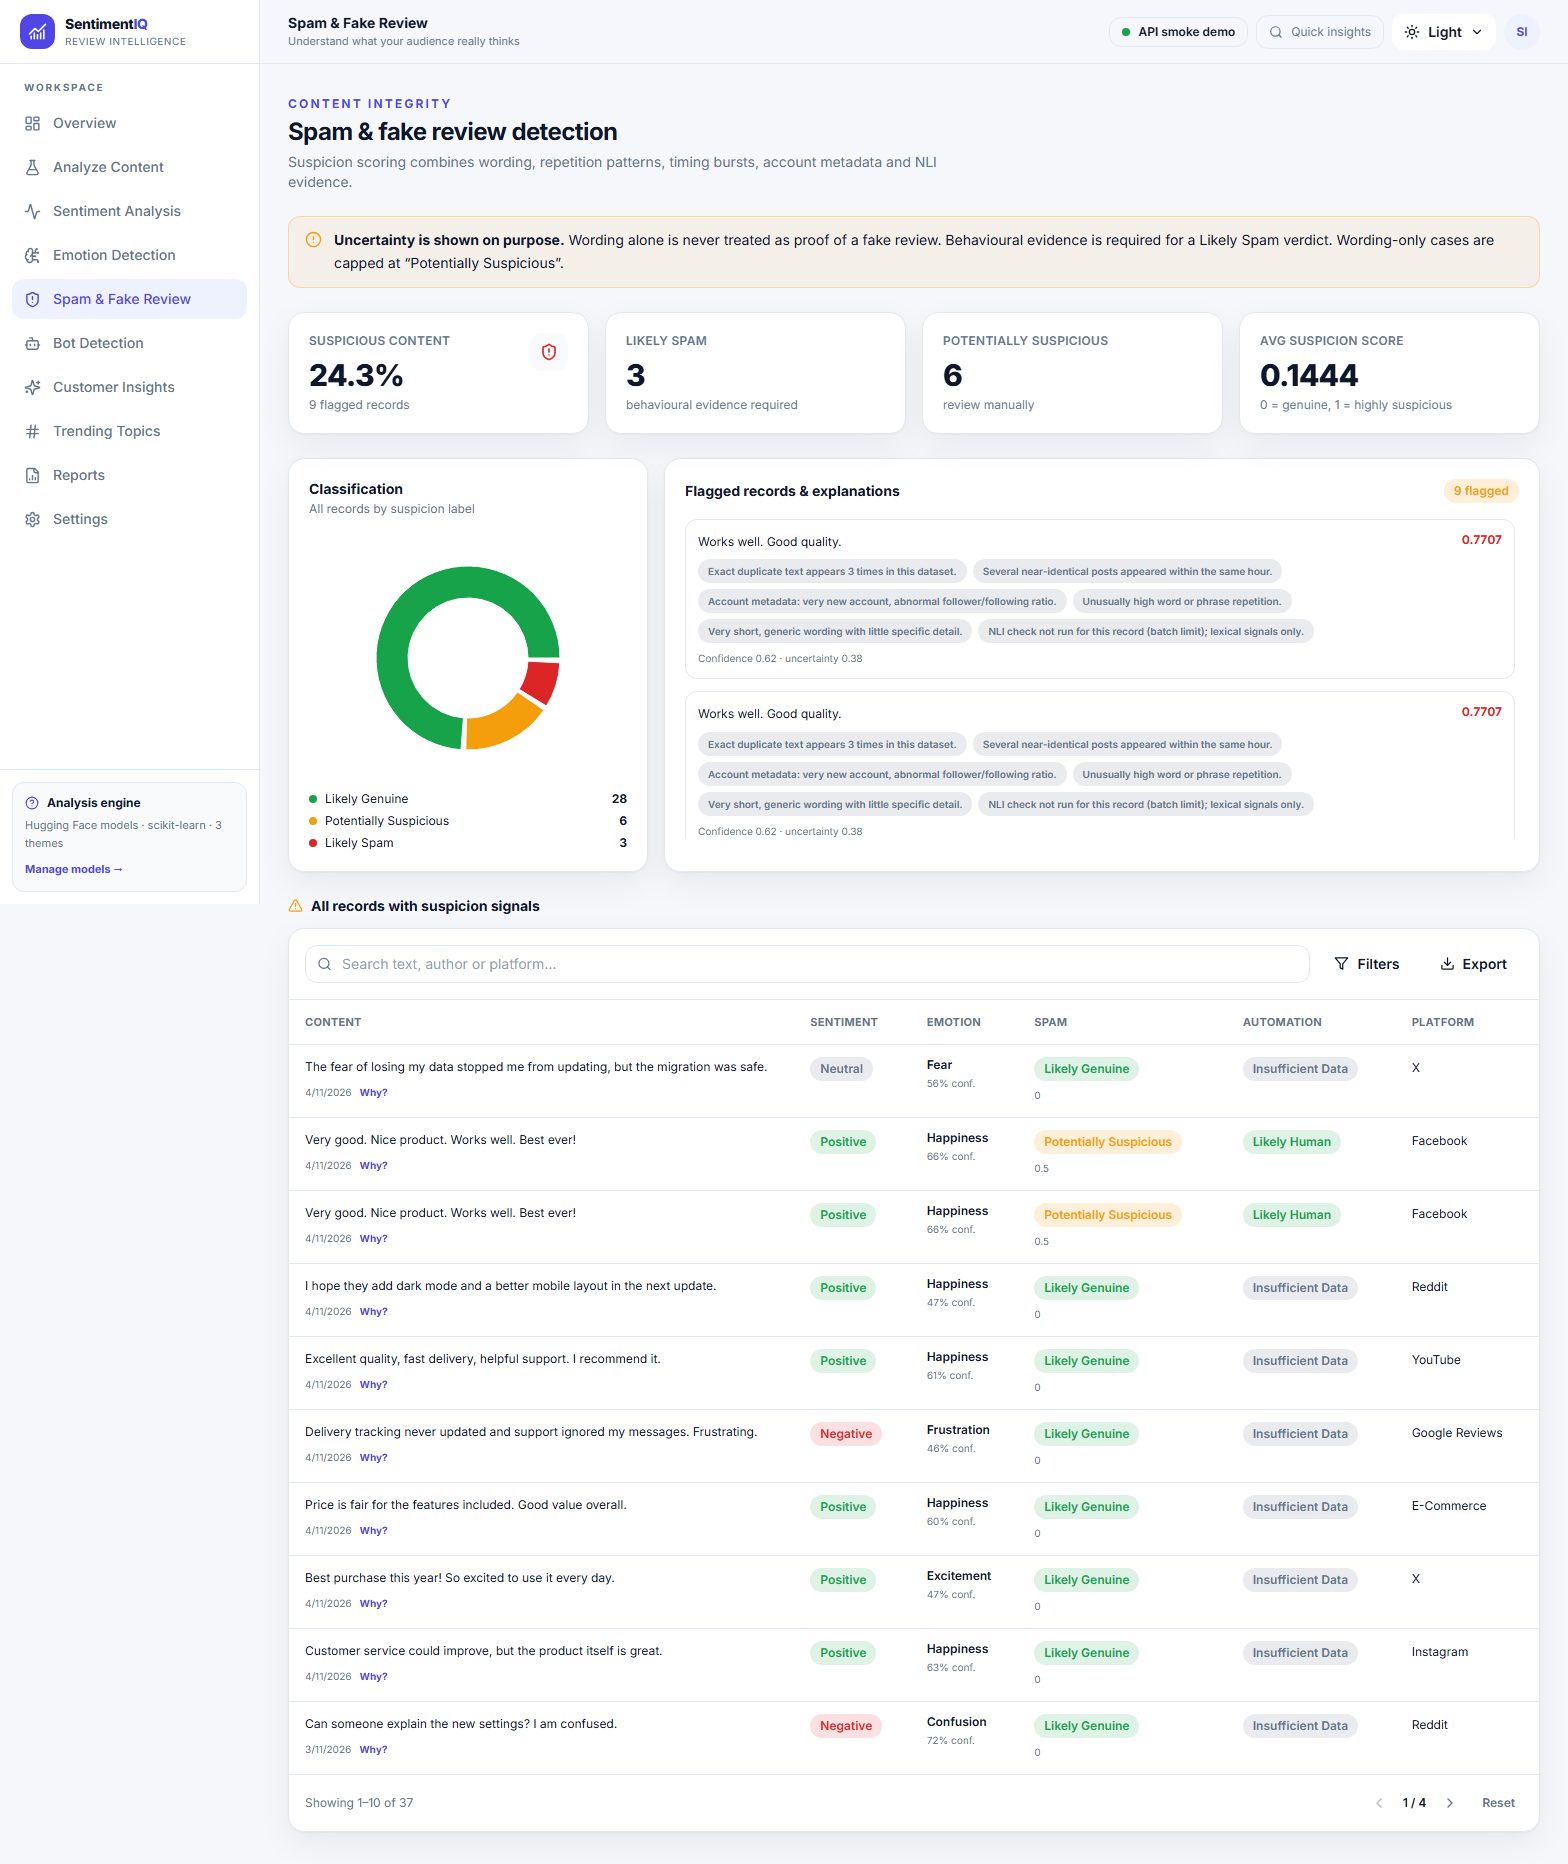 SentimentIQ
REVIEW INTELLIGENCE
WORKSPACE
Overview
Analyze Content
Sentiment Analysis
Emotion Detection
Spam & Fake Review
Bot Detection
Customer Insights
Trending Topics
Reports
Settings
Analysis engine
Hugging Face models · scikit-learn · 3
themes
Manage models →
Spam & Fake Review
Understand what your audience really thinks
API smoke demo
Quick insights
Light
SI
CONTENT INTEGRITY
Spam & fake review detection
Suspicion scoring combines wording, repetition patterns, timing bursts, account metadata and NLI
evidence.
Uncertainty is shown on purpose. Wording alone is never treated as proof of a fake review. Behavioural evidence is required for a Likely Spam verdict. Wording-only cases are
capped at “Potentially Suspicious”.
SUSPICIOUS CONTENT
24.3%
9 flagged records
LIKELY SPAM
3
behavioural evidence required
POTENTIALLY SUSPICIOUS
6
review manually
AVG SUSPICION SCORE
0.1444
0 = genuine, 1 = highly suspicious
Classification
All records by suspicion label
Likely Genuine 28
Potentially Suspicious 6
Likely Spam 3
Flagged records & explanations
9 flagged
Works well. Good quality. 0.7707
Exact duplicate text appears 3 times in this dataset. Several near-identical posts appeared within the same hour.
Account metadata: very new account, abnormal follower/following ratio. Unusually high word or phrase repetition.
Very short, generic wording with little specific detail. NLI check not run for this record (batch limit); lexical signals only.
Confidence 0.62 · uncertainty 0.38
Works well. Good quality. 0.7707
Exact duplicate text appears 3 times in this dataset. Several near-identical posts appeared within the same hour.
Account metadata: very new account, abnormal follower/following ratio. Unusually high word or phrase repetition.
Very short, generic wording with little specific detail. NLI check not run for this record (batch limit); lexical signals only.
Confidence 0.62 · uncertainty 0.38
All records with suspicion signals
Search text, author or platform...
Filters
Export
CONTENT SENTIMENT EMOTION SPAM AUTOMATION PLATFORM
The fear of losing my data stopped me from updating, but the migration was safe. Neutral Fear Likely Genuine Insufficient Data X
4/11/2026 Why? 56% conf. 0
Very good. Nice product. Works well. Best ever! Positive Happiness Potentially Suspicious Likely Human Facebook
4/11/2026 Why? 66% conf. 0.5
Very good. Nice product. Works well. Best ever! Positive Happiness Potentially Suspicious Likely Human Facebook
4/11/2026 Why? 66% conf. 0.5
I hope they add dark mode and a better mobile layout in the next update. Positive Happiness Likely Genuine Insufficient Data Reddit
4/11/2026 Why? 47% conf. 0
Excellent quality, fast delivery, helpful support. I recommend it. Positive Happiness Likely Genuine Insufficient Data YouTube
4/11/2026 Why? 61% conf. 0
Delivery tracking never updated and support ignored my messages. Frustrating. Negative Frustration Likely Genuine Insufficient Data Google Reviews
4/11/2026 Why? 46% conf. 0
Price is fair for the features included. Good value overall. Positive Happiness Likely Genuine Insufficient Data E-Commerce
4/11/2026 Why? 60% conf. 0
Best purchase this year! So excited to use it every day. Positive Excitement Likely Genuine Insufficient Data X
4/11/2026 Why? 47% conf. 0
Customer service could improve, but the product itself is great. Positive Happiness Likely Genuine Insufficient Data Instagram
4/11/2026 Why? 63% conf. 0
Can someone explain the new settings? I am confused. Negative Confusion Likely Genuine Insufficient Data Reddit
3/11/2026 Why? 72% conf. 0
Showing 1–10 of 37
1 / 4
Reset